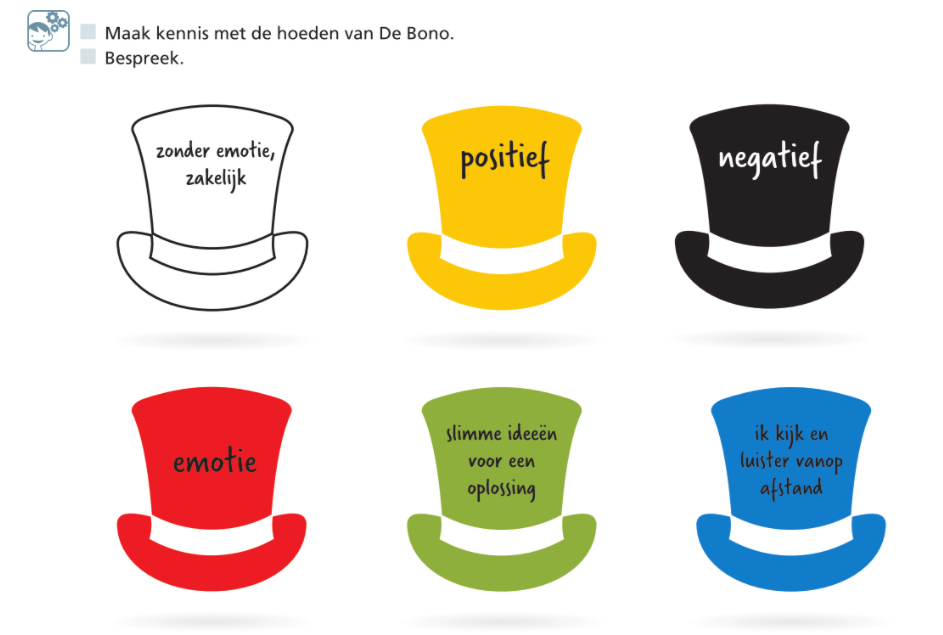 Maak kennis met de hoeden van De Bono.
Bespreek.
zonder emotie,
zakelijk
positief
negatief
emotie
slimme ideeën
voor een
oplossing
ik kijk en
luister vanop
afstand